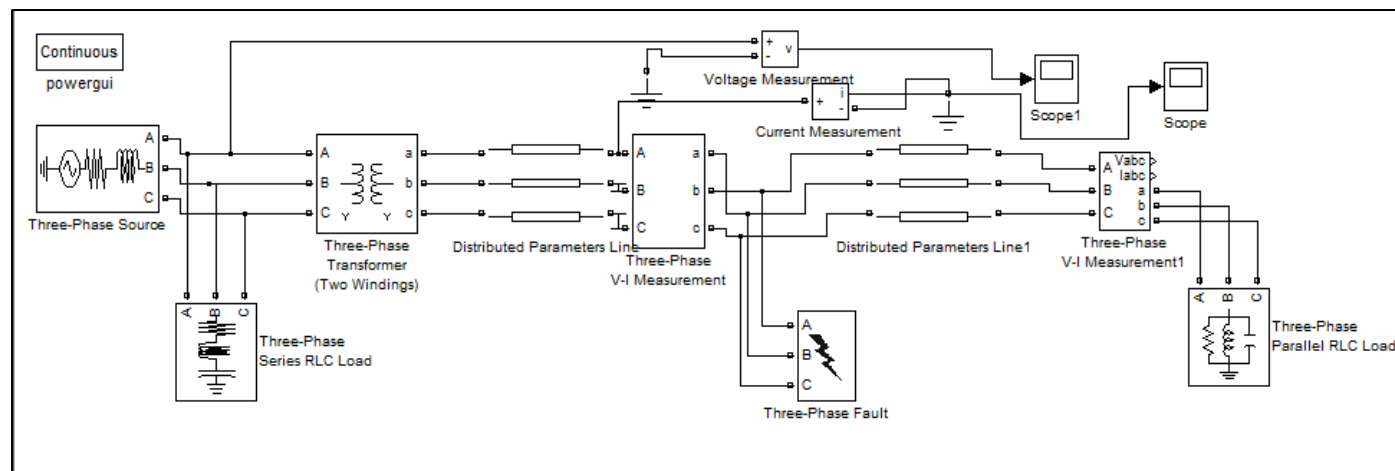 Continuous
powergui
+
-
v
Voltage Measurement
+
i
-
Current Measurement
Scope1
Scope
A
B
C
Three-Phase Source
A
B
C
a
b
c
Y
Y
Three-Phase
Transformer
(Two Windings)
Distributed Parameters Line
A
B
C
a
b
c
Three-Phase
V-I Measurement
Distributed Parameters Line1
A
B
C
Vabc
Iabc
a
b
c
Three-Phase
V-I Measurement1
A
B
C
Three-Phase
Series RLC Load
A
B
C
Three-Phase Fault
A
B
C
Three-Phase
Parallel RLC Load